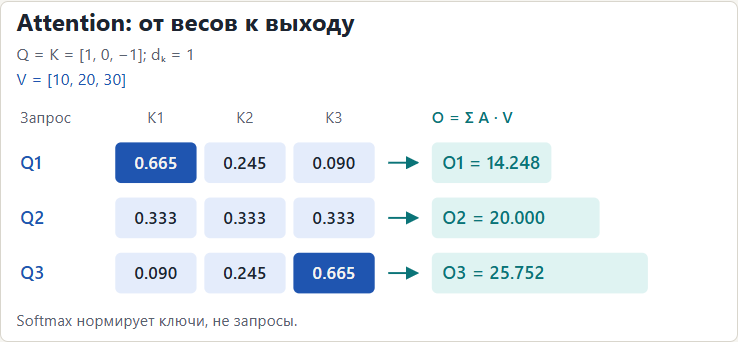 Attention: от весов к выходу
Q = K = [1, 0, −1]; dₖ = 1
V = [10, 20, 30]
Запрос K1 K2 K3 O = Σ A · V
Q1 0.665 0.245 0.090 → O1 = 14.248
Q2 0.333 0.333 0.333 → O2 = 20.000
Q3 0.090 0.245 0.665 → O3 = 25.752
Softmax нормирует ключи, не запросы.